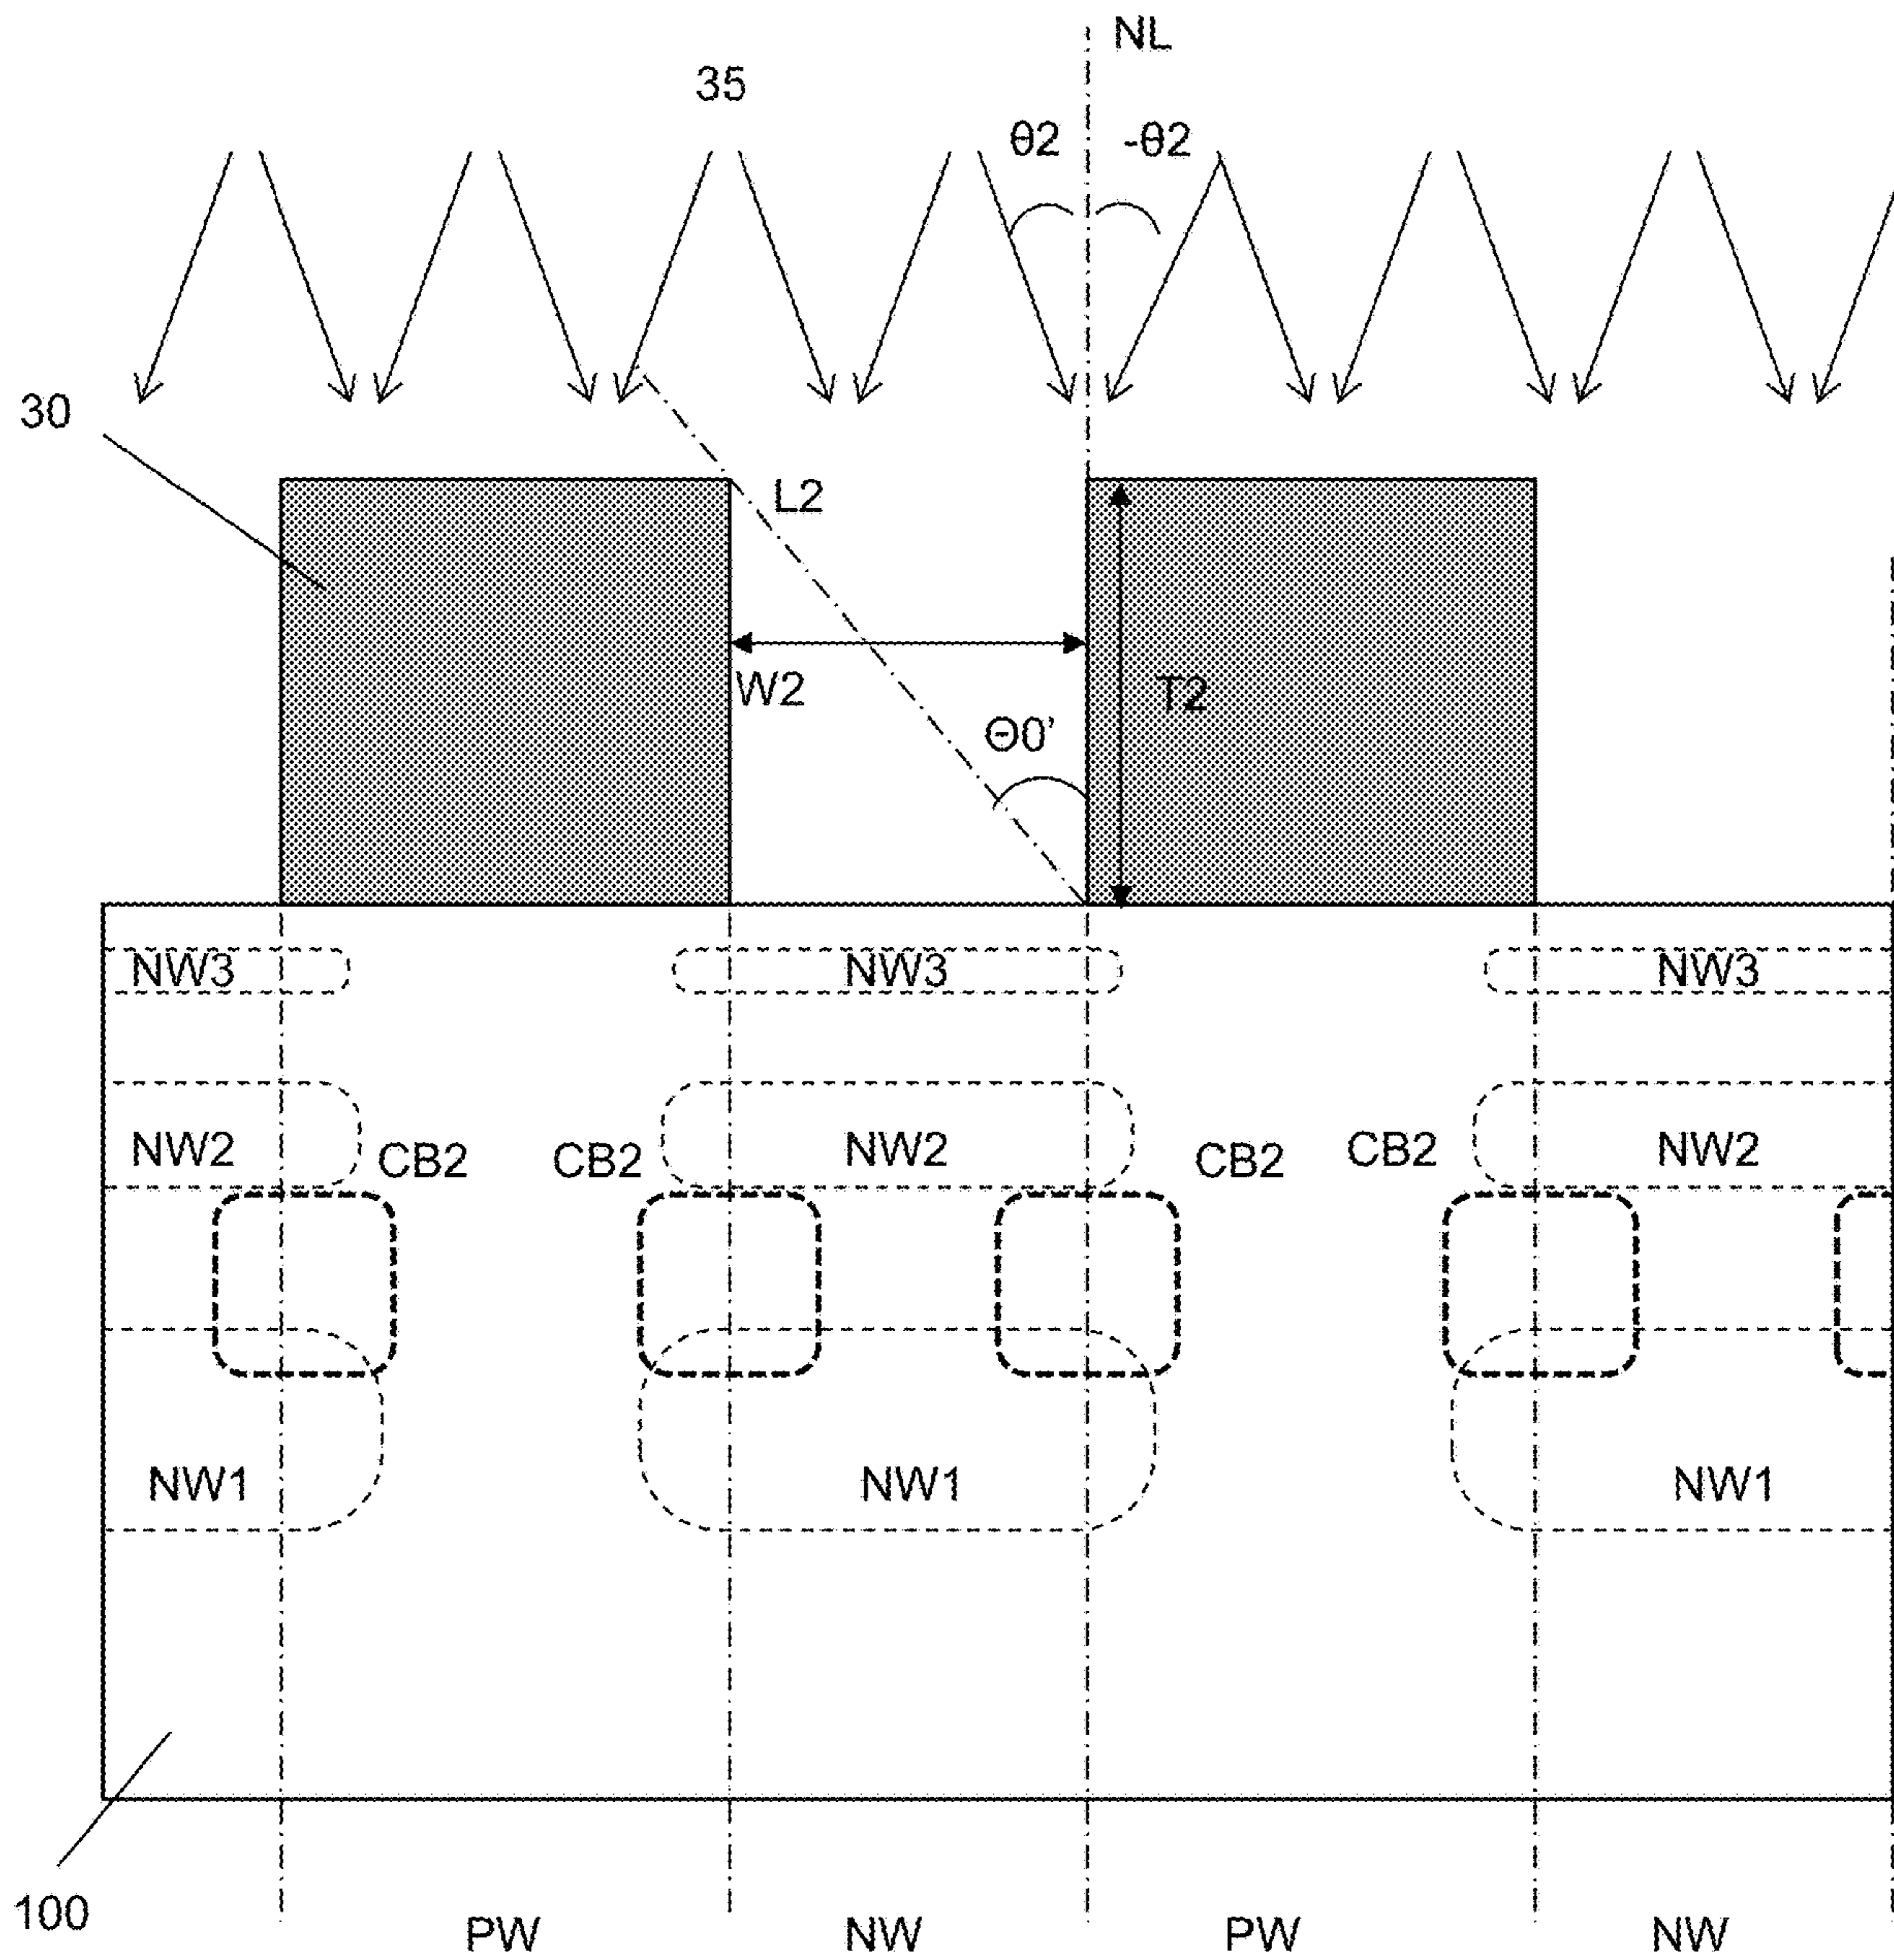 NL
35
θ2 -θ2
30
L2
W2
T2
Θ0'
NW3 NW3 NW3
NW2 CB2 CB2 NW2 CB2 CB2 NW2
NW1 NW1 NW1
100
PW NW PW NW